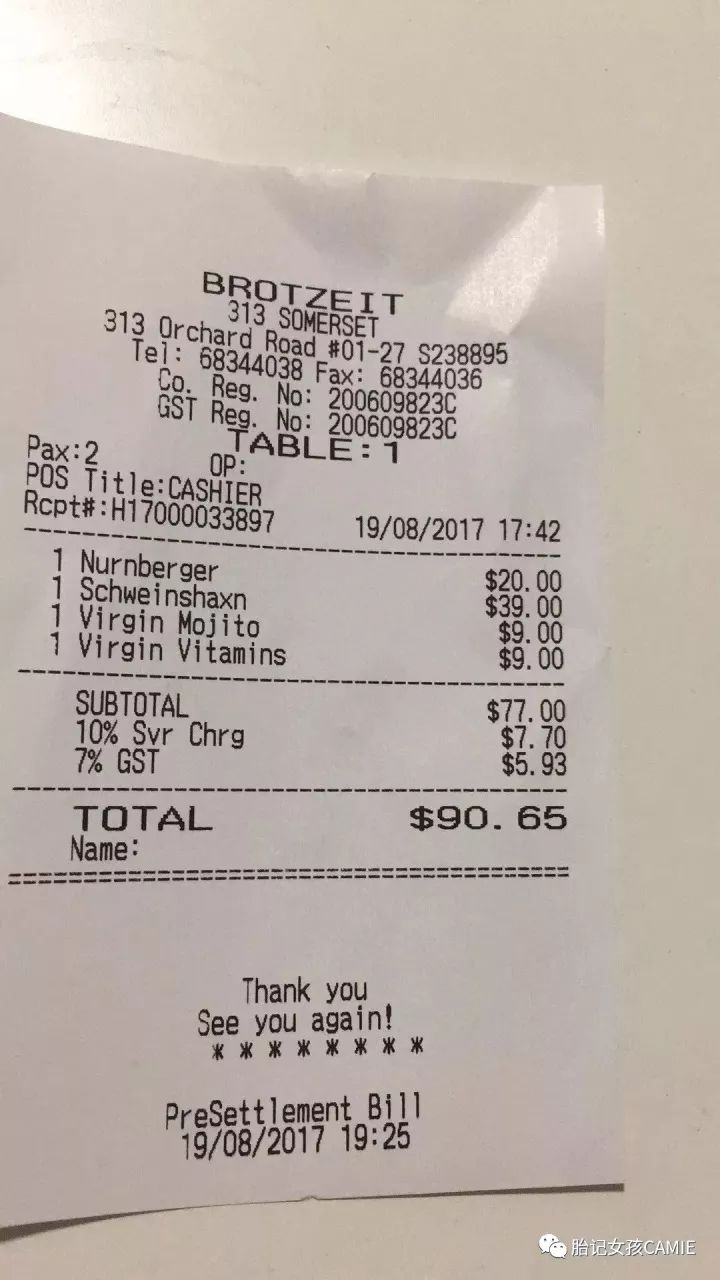 BROTZEIT
313 SOMERSET
313 Orchard Road #01-27 S238895
Tel: 68344038 Fax: 68344036
Co. Reg. No: 200609823C
GST Reg. No: 200609823C
TABLE: 1
Pax:2 OP:
POS Title:CASHIER
Rcpt#:H17000033897 19/08/2017 17:42
1 Nurnberger $20.00
1 Schweinshaxn $39.00
1 Virgin Mojito $9.00
1 Virgin Vitamins $9.00
SUBTOTAL $77.00
10% Svr Chrg $7.70
7% GST $5.93
TOTAL $90.65
Name:
Thank you
See you again!
* * * * * * * *
PreSettlement Bill
19/08/2017 19:25
胎记女孩CAMIE